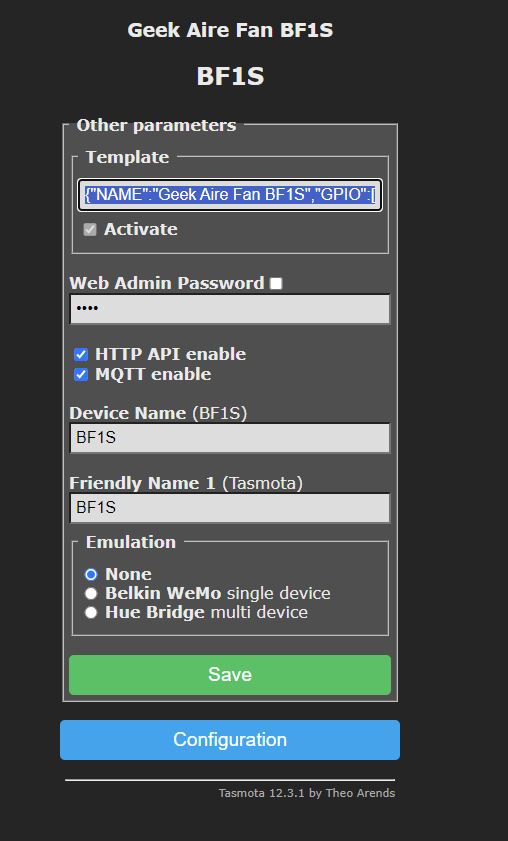 Geek Aire Fan BF1S
BF1S
Other parameters
Template
{"NAME":"Geek Aire Fan BF1S","GPIO":[
Activate
Web Admin Password
••••
HTTP API enable
MQTT enable
Device Name (BF1S)
BF1S
Friendly Name 1 (Tasmota)
BF1S
Emulation
None
Belkin WeMo single device
Hue Bridge multi device
Save
Configuration
Tasmota 12.3.1 by Theo Arends